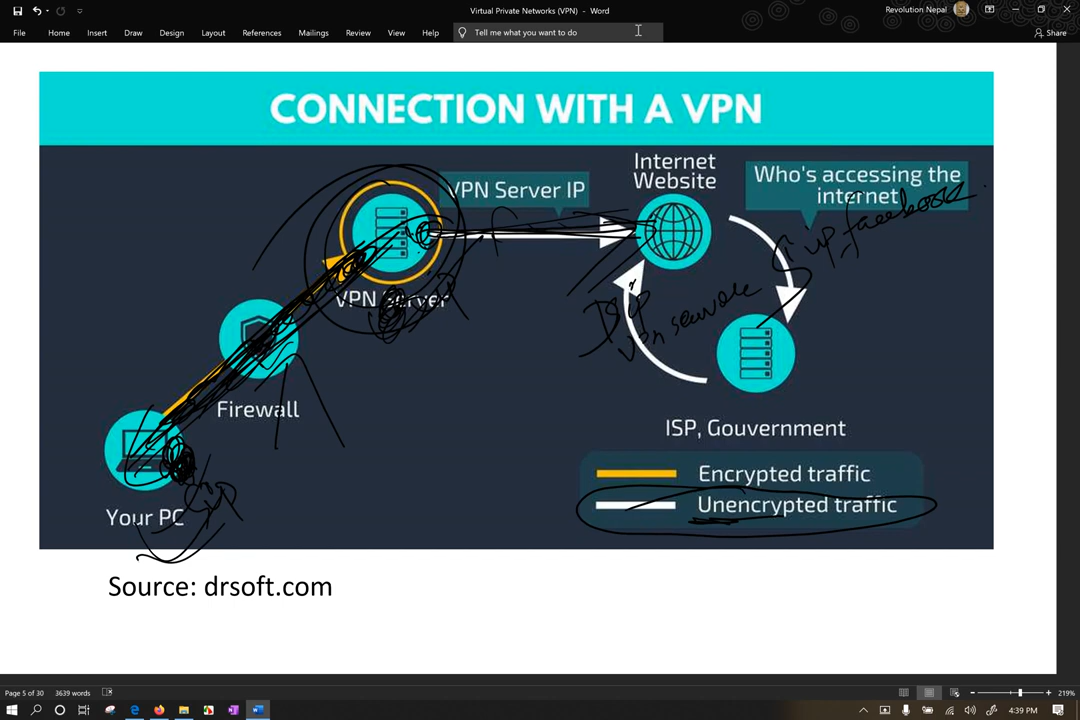 Virtual Private Networks (VPN) - Word
Revolution Nepal
File Home Insert Draw Design Layout References Mailings Review View Help Tell me what you want to do
Share
CONNECTION WITH A VPN
Internet
Website
Who's accessing the
internet
facebook
VPN Server IP
VPN Server
vpn
Firewall
ISP, Gouvernment
Encrypted traffic
Unencrypted traffic
Your PC
Source: drsoft.com
Page 5 of 30 3639 words
219%
4:39 PM